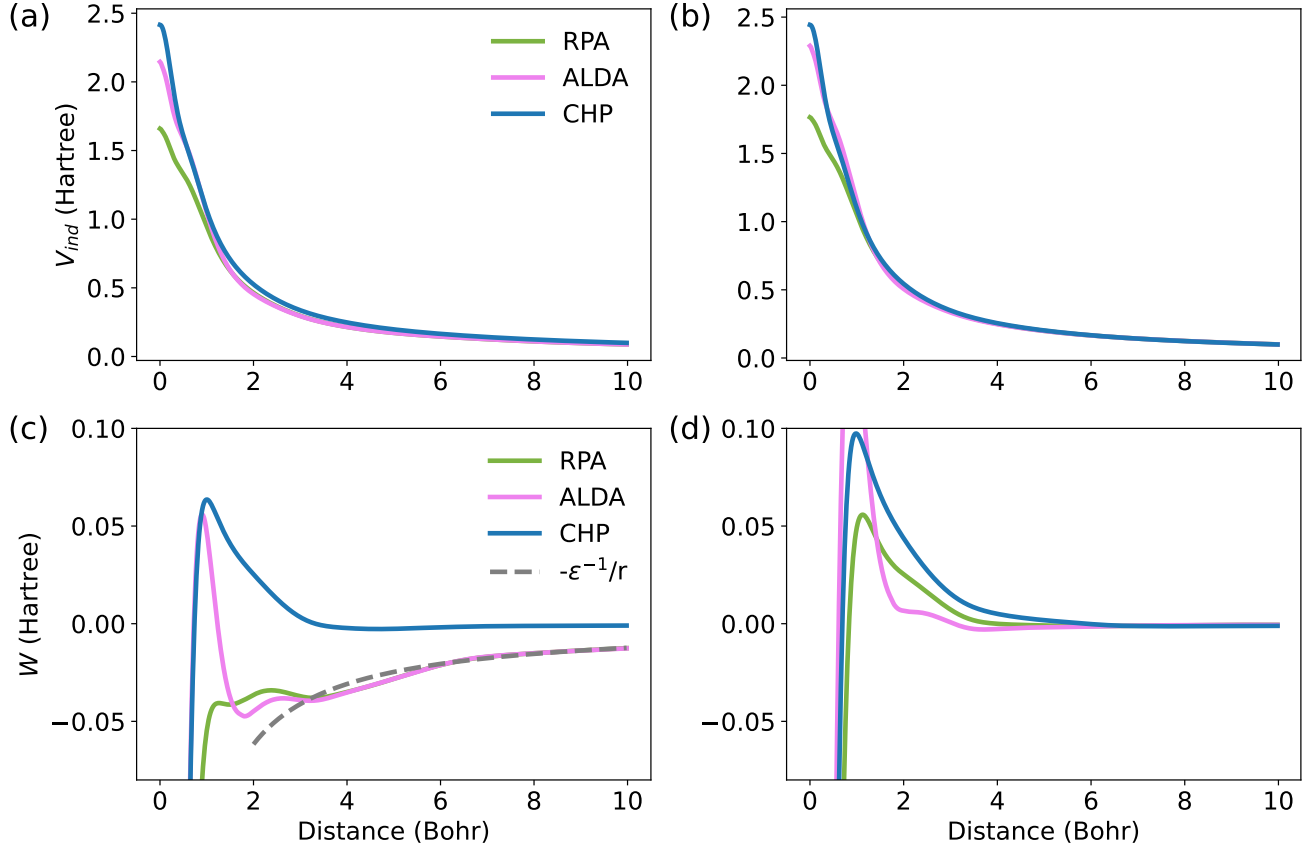 (a)
2.5
2.0
1.5
1.0
0.5
0.0
V_ind (Hartree)
RPA
ALDA
CHP
0 2 4 6 8 10
(b)
2.5
2.0
1.5
1.0
0.5
0.0
0 2 4 6 8 10
(c)
0.10
0.05
0.00
−0.05
W (Hartree)
RPA
ALDA
CHP
-ε⁻¹/r
0 2 4 6 8 10
Distance (Bohr)
(d)
0.10
0.05
0.00
−0.05
0 2 4 6 8 10
Distance (Bohr)